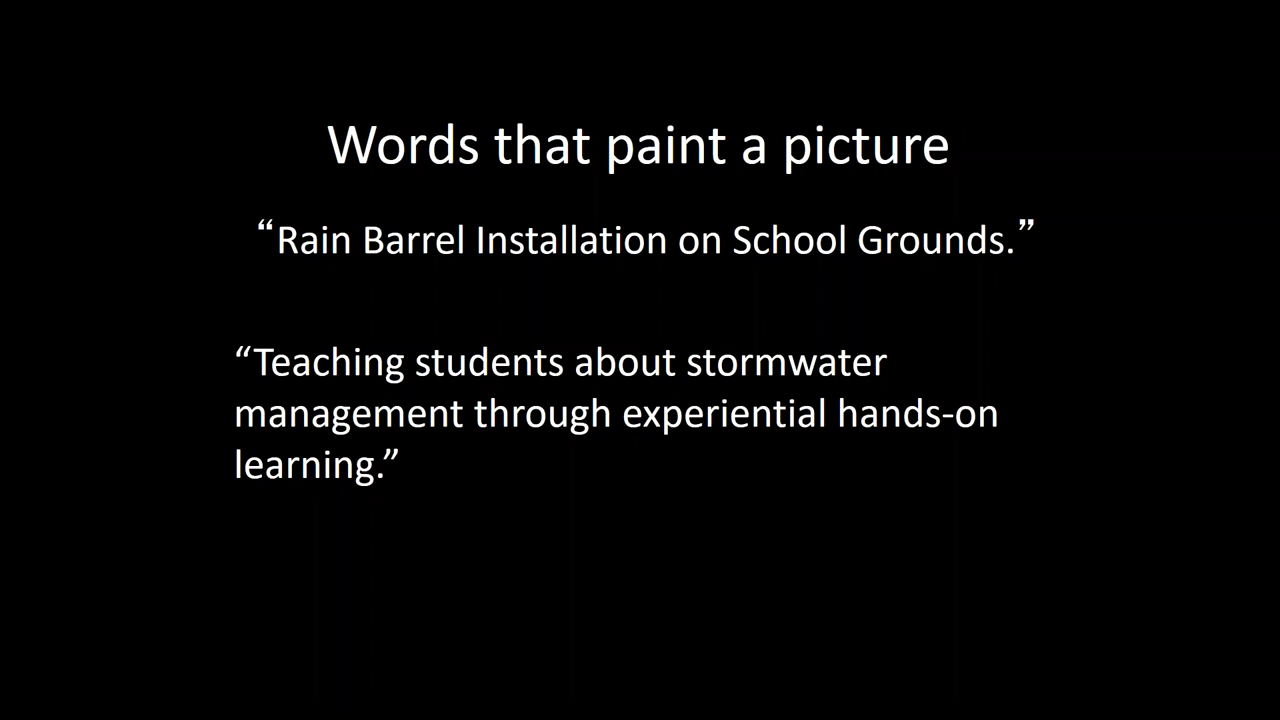 Words that paint a picture
“Rain Barrel Installation on School Grounds.”
“Teaching students about stormwater
management through experiential hands-on
learning.”